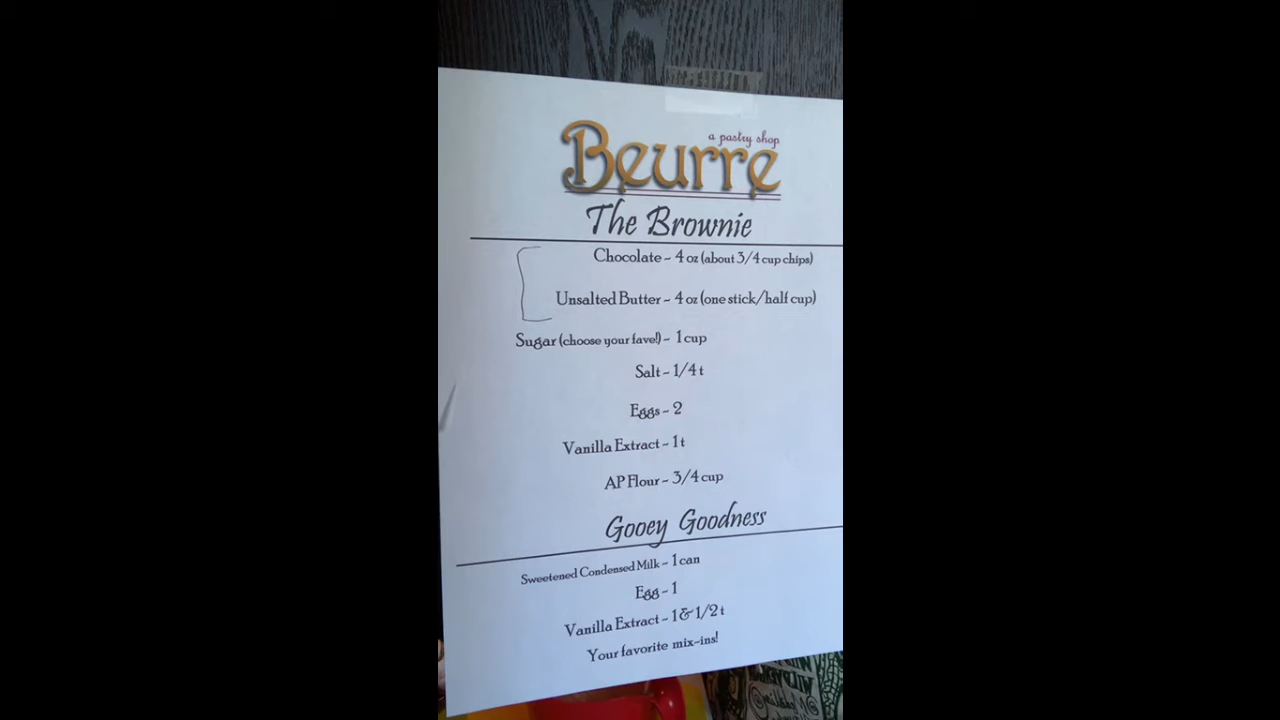 a pastry shop
Beurre
The Brownie
Chocolate ~ 4 oz (about 3/4 cup chips)
Unsalted Butter ~ 4 oz (one stick/half cup)
Sugar (choose your fave!) ~ 1 cup
Salt ~ 1/4 t
Eggs ~ 2
Vanilla Extract ~ 1 t
AP Flour ~ 3/4 cup
Gooey Goodness
Sweetened Condensed Milk ~ 1 can
Egg ~ 1
Vanilla Extract ~ 1 & 1/2 t
Your favorite mix-ins!